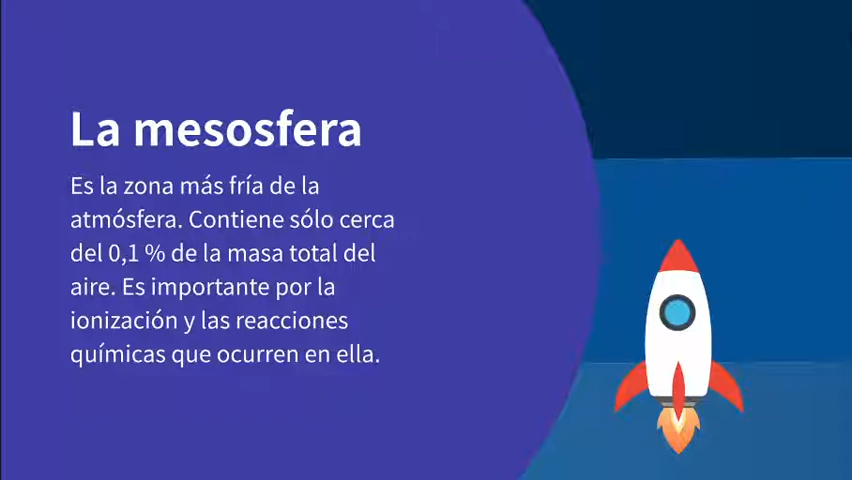 La mesosfera
Es la zona más fría de la
atmósfera. Contiene sólo cerca
del 0,1 % de la masa total del
aire. Es importante por la
ionización y las reacciones
químicas que ocurren en ella.